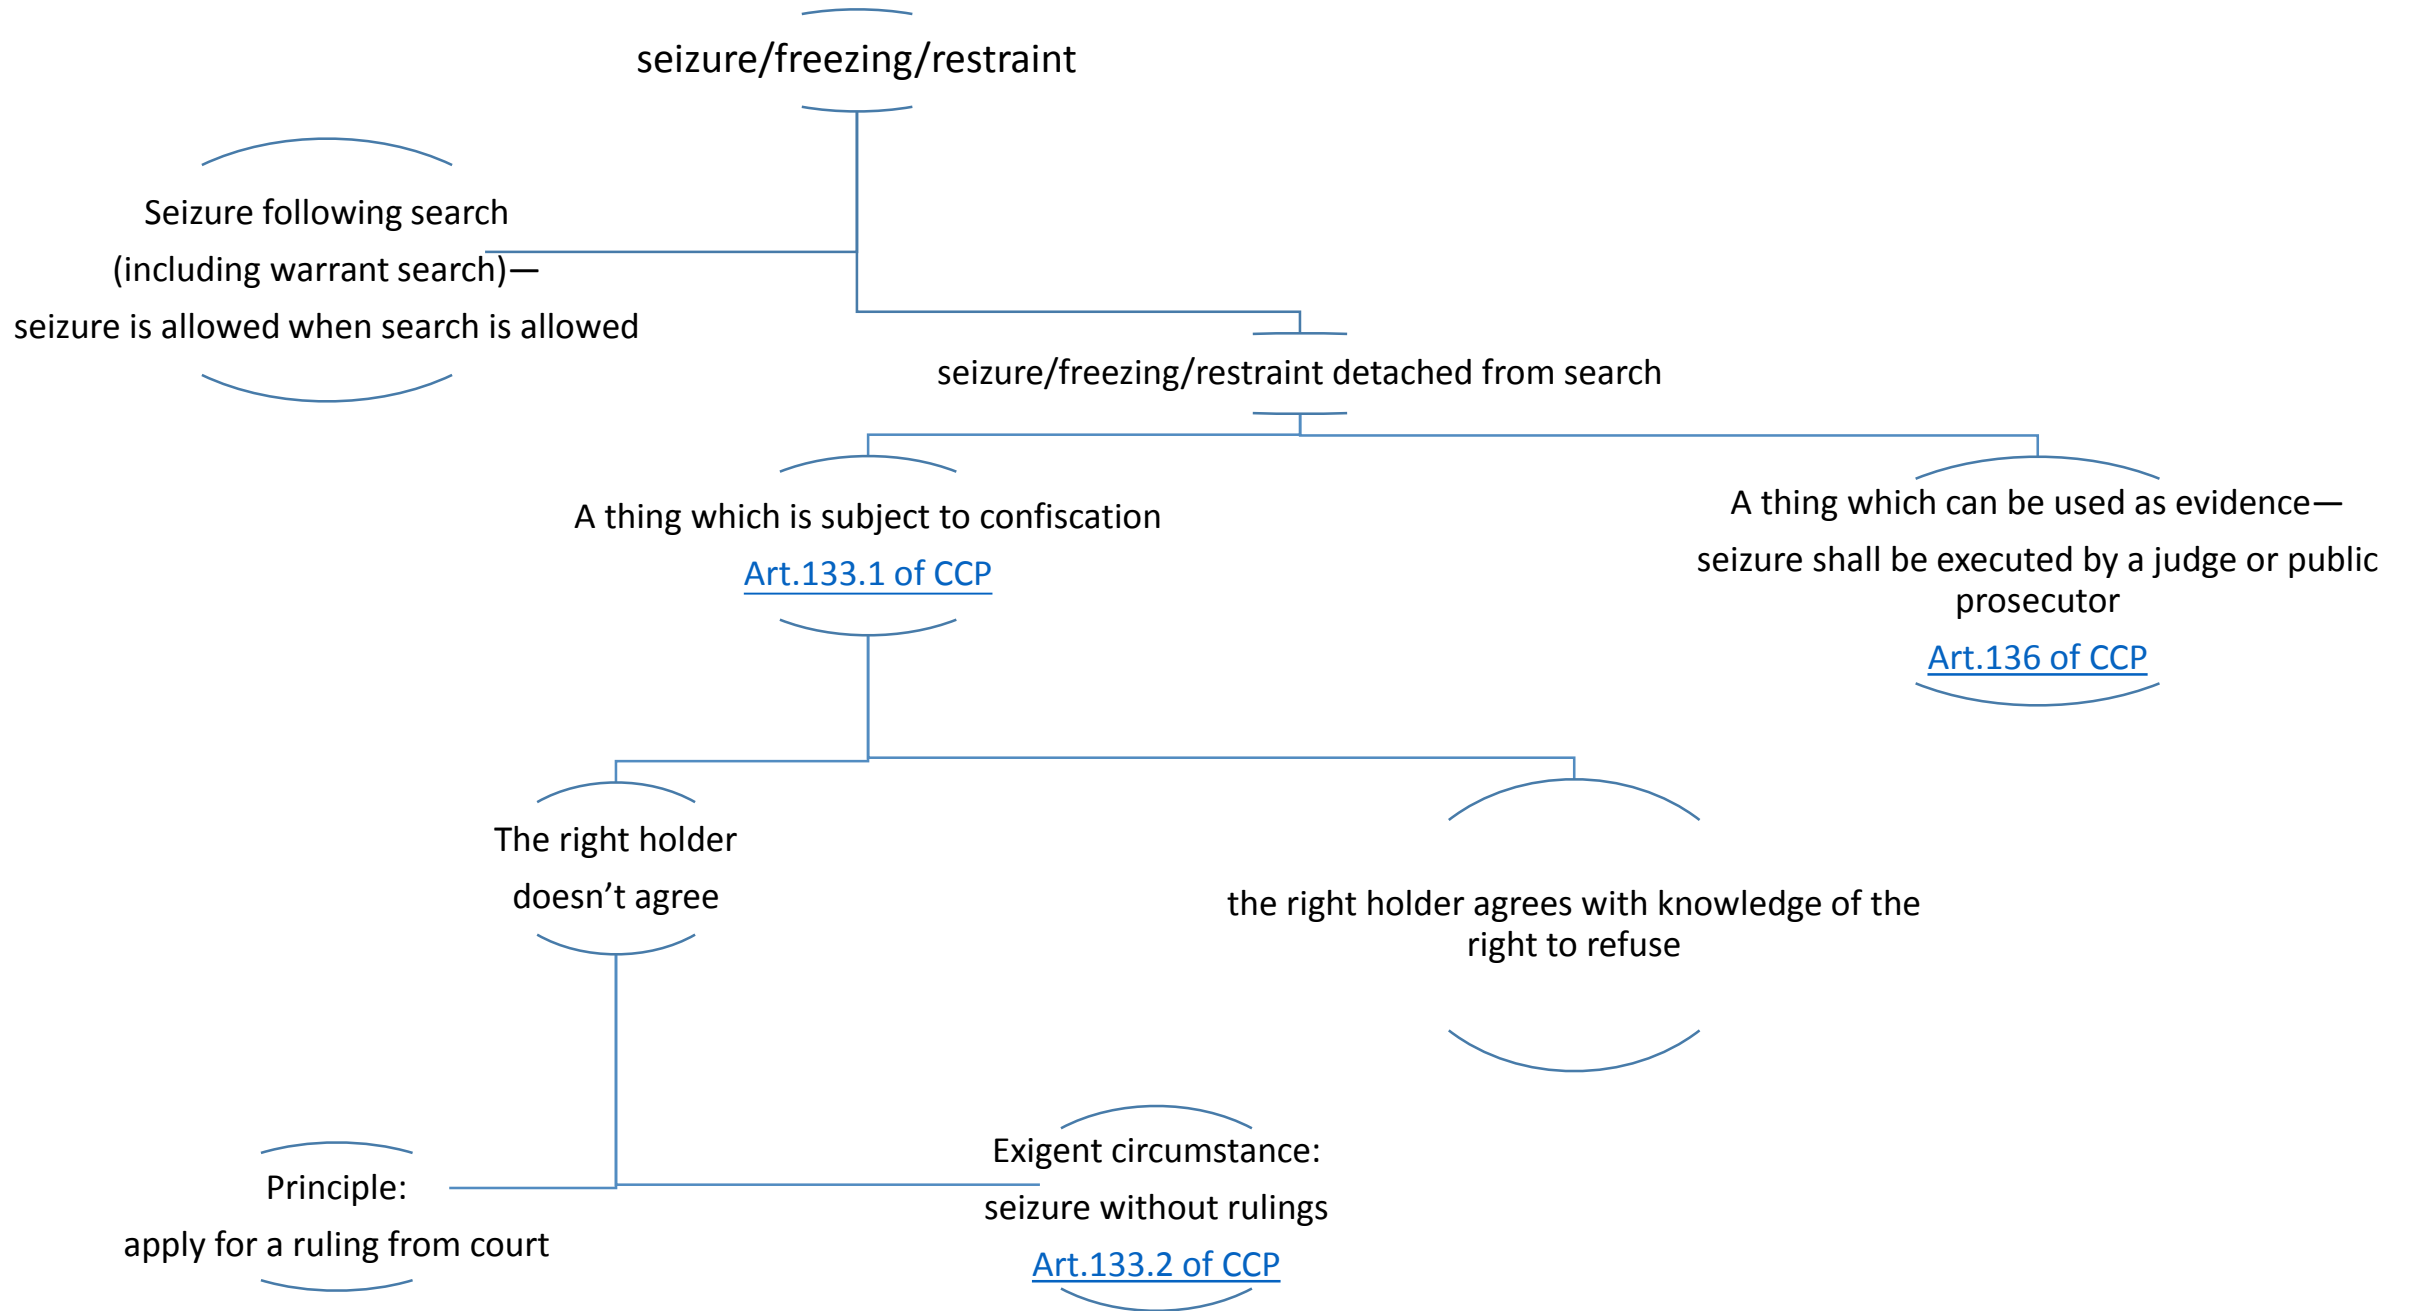 seizure/freezing/restraint
Seizure following search
(including warrant search)—
seizure is allowed when search is allowed
seizure/freezing/restraint detached from search
A thing which is subject to confiscation
Art.133.1 of CCP
A thing which can be used as evidence—
seizure shall be executed by a judge or public
prosecutor
Art.136 of CCP
The right holder
doesn’t agree
the right holder agrees with knowledge of the
right to refuse
Principle:
apply for a ruling from court
Exigent circumstance:
seizure without rulings
Art.133.2 of CCP